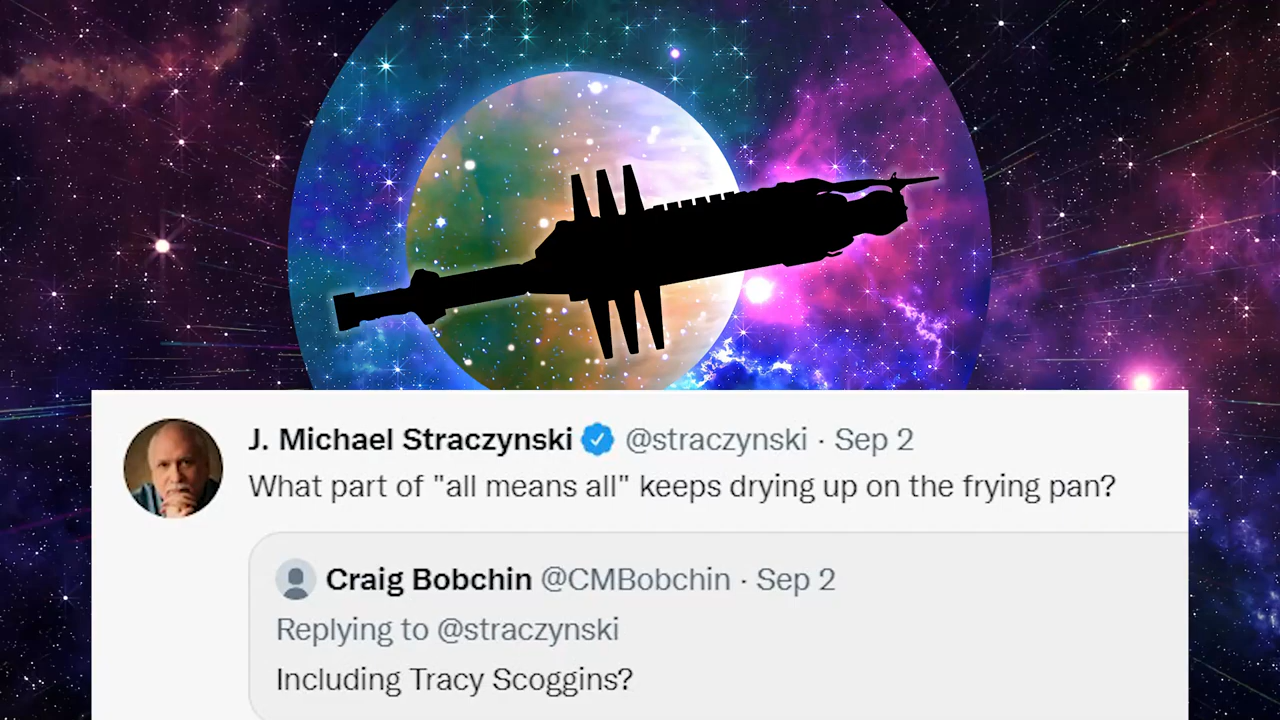 J. Michael Straczynski @straczynski · Sep 2
What part of "all means all" keeps drying up on the frying pan?
Craig Bobchin @CMBobchin · Sep 2
Replying to @straczynski
Including Tracy Scoggins?